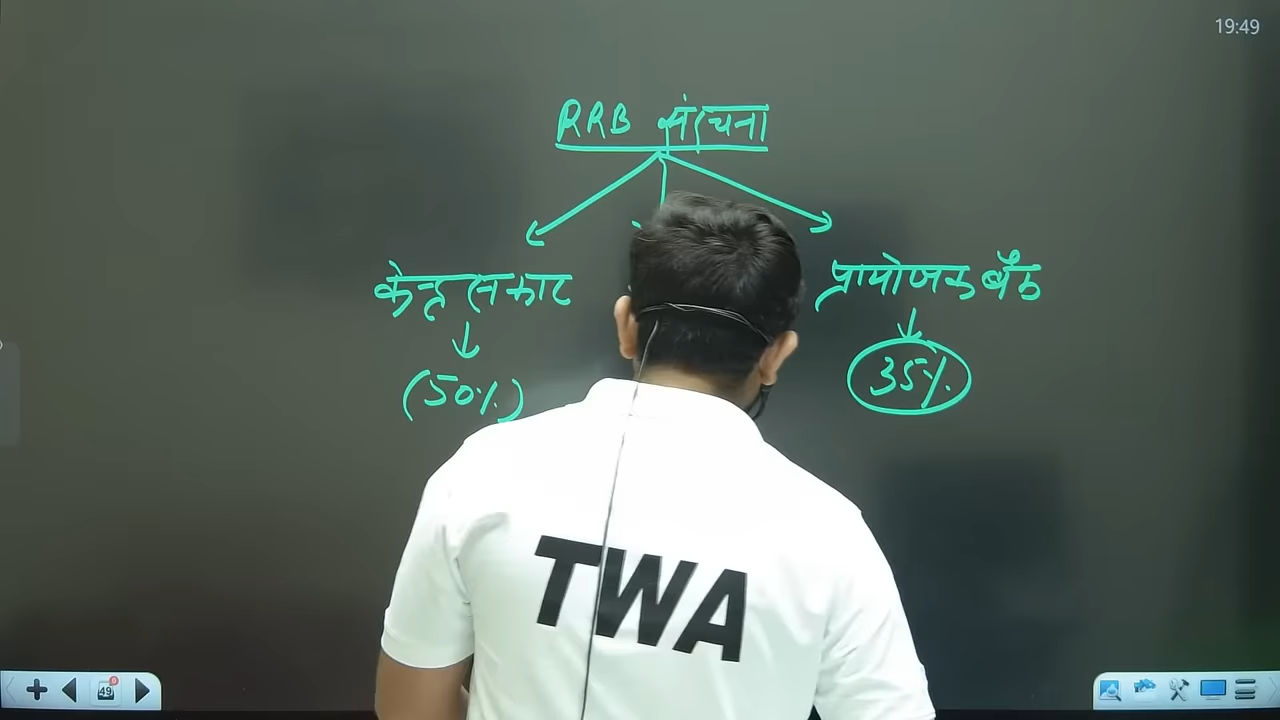 19:49
RRB संरचना
केन्द्र सरकार
प्रायोजक बैंक
(50%)
35%
TWA
49